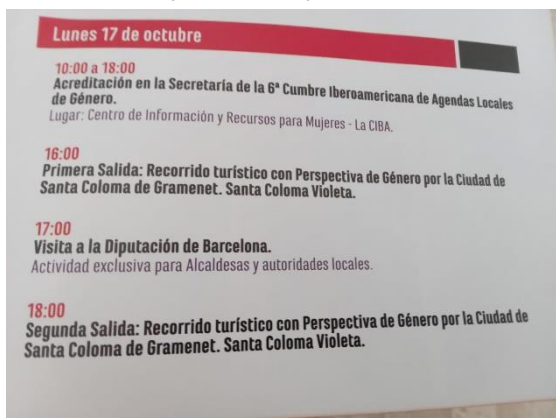 Lunes 17 de octubre
10:00 a 18:00
Acreditación en la Secretaría de la 6ª Cumbre Iberoamericana de Agendas Locales
de Género.
Lugar: Centro de Información y Recursos para Mujeres - La CIBA.
16:00
Primera Salida: Recorrido turístico con Perspectiva de Género por la Ciudad de
Santa Coloma de Gramenet. Santa Coloma Violeta.
17:00
Visita a la Diputación de Barcelona.
Actividad exclusiva para Alcaldesas y autoridades locales.
18:00
Segunda Salida: Recorrido turístico con Perspectiva de Género por la Ciudad de
Santa Coloma de Gramenet. Santa Coloma Violeta.